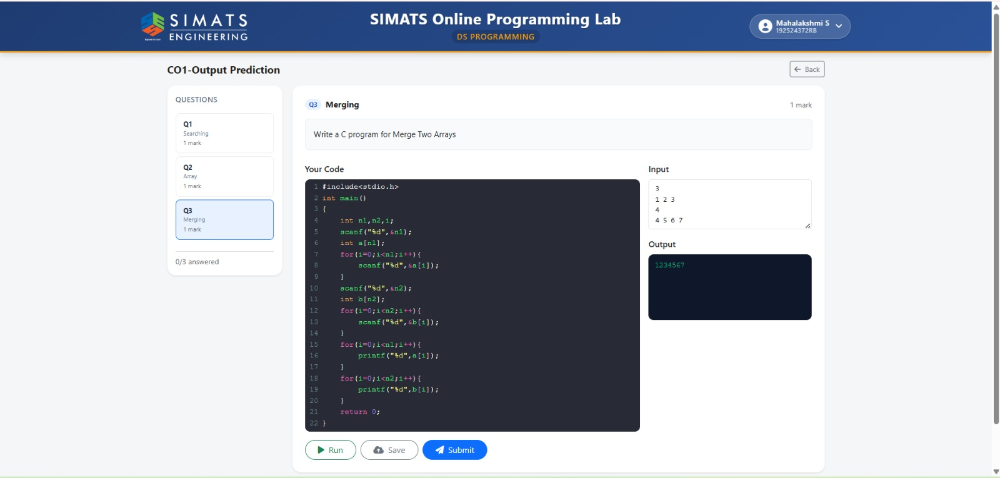 SIMATS
ENGINEERING
SIMATS Online Programming Lab
DS PROGRAMMING
Mahalakshmi S
192524372RB
CO1-Output Prediction
Back
QUESTIONS
Q1
Searching
1 mark
Q2
Array
1 mark
Q3
Merging
1 mark
0/3 answered
Q3 Merging
1 mark
Write a C program for Merge Two Arrays
Your Code
1 #include<stdio.h>
2 int main()
3 {
4     int n1,n2,i;
5     scanf("%d",&n1);
6     int a[n1];
7     for(i=0;i<n1;i++){
8         scanf("%d",&a[i]);
9     }
10     scanf("%d",&n2);
11     int b[n2];
12     for(i=0;i<n2;i++){
13         scanf("%d",&b[i]);
14     }
15     for(i=0;i<n1;i++){
16         printf("%d",a[i]);
17     }
18     for(i=0;i<n2;i++){
19         printf("%d",b[i]);
20     }
21     return 0;
22 }
Input
3
1 2 3
4
4 5 6 7
Output
1234567
Run
Save
Submit